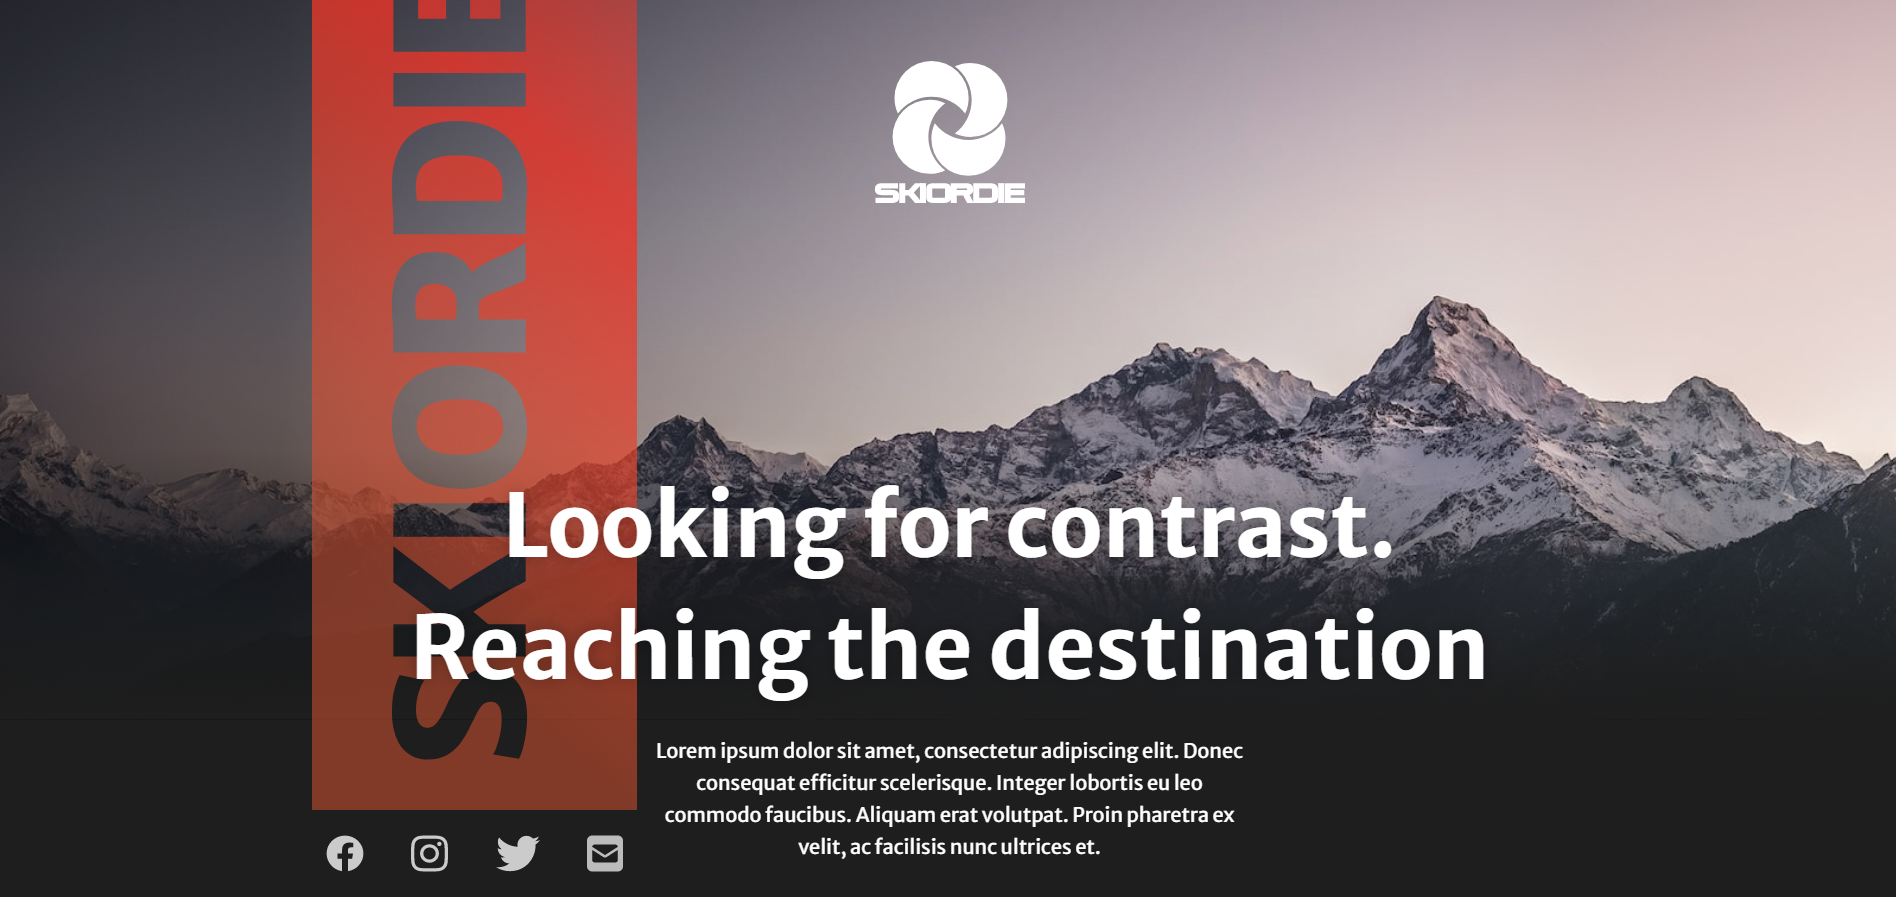 SKIORDIE
SKIORDIE
Looking for contrast.
Reaching the destination
Lorem ipsum dolor sit amet, consectetur adipiscing elit. Donec
consequat efficitur scelerisque. Integer lobortis eu leo
commodo faucibus. Aliquam erat volutpat. Proin pharetra ex
velit, ac facilisis nunc ultrices et.